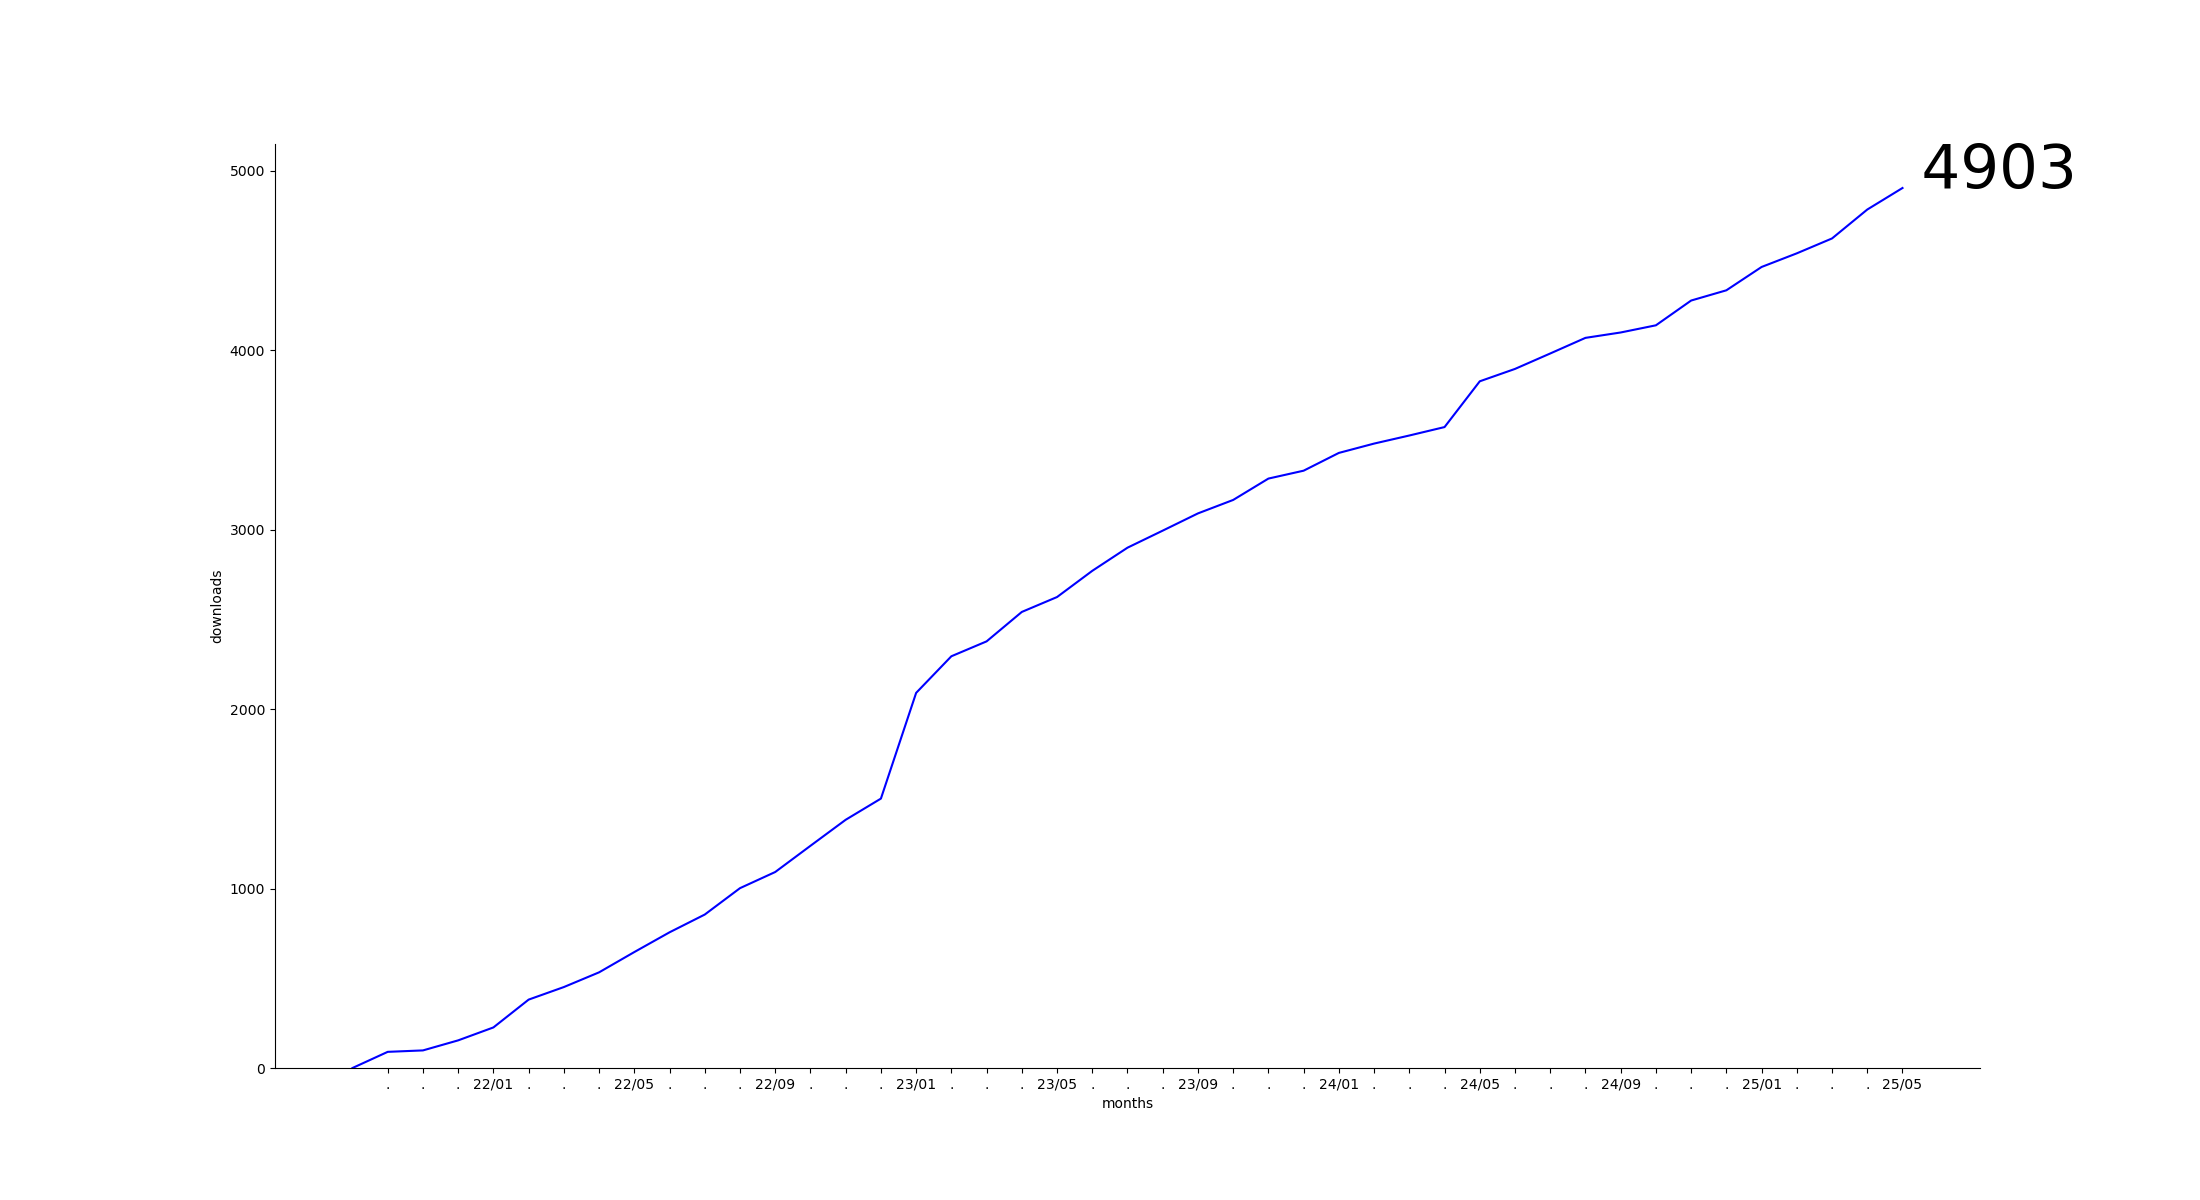 4903
5000
4000
3000
2000
1000
0
downloads
. . . 22/01 . . . 22/05 . . . 22/09 . . . 23/01 . . . 23/05 . . . 23/09 . . . 24/01 . . . 24/05 . . . 24/09 . . . 25/01 . . . 25/05
months